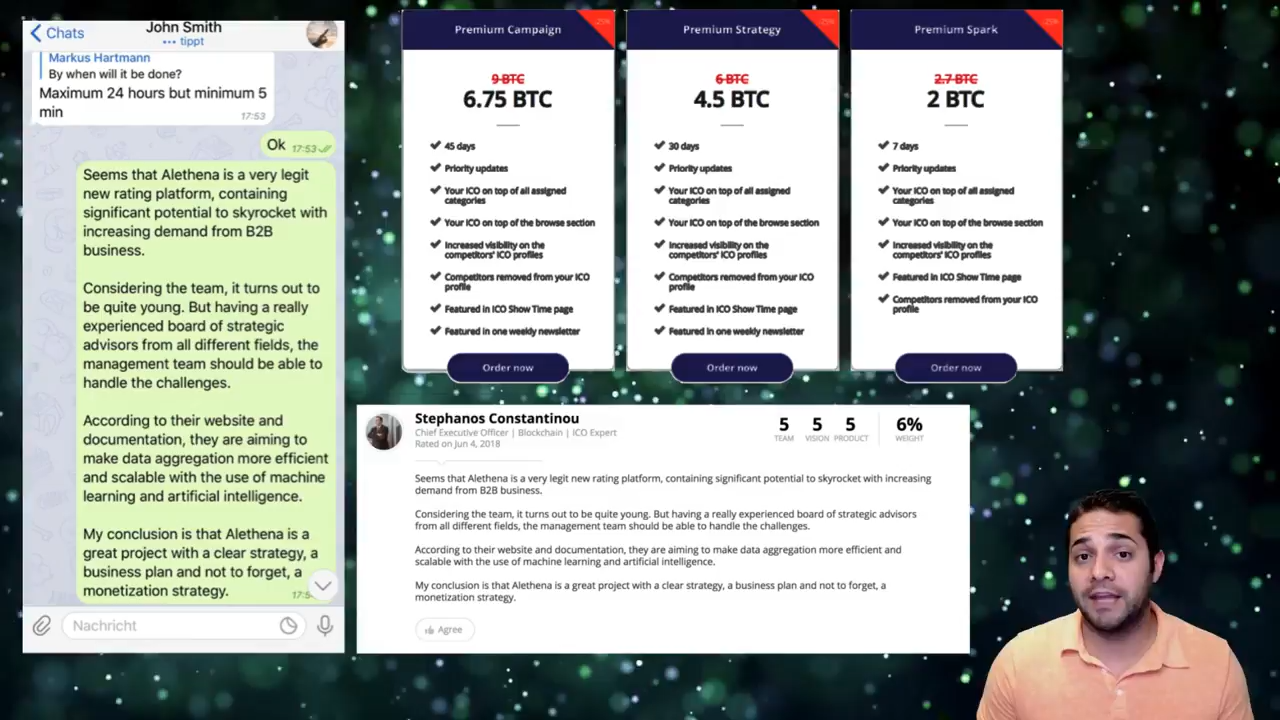 Chats
John Smith
••• tippt
Markus Hartmann
By when will it be done?
Maximum 24 hours but minimum 5
min
17:53
Ok 17:53
Seems that Alethena is a very legit
new rating platform, containing
significant potential to skyrocket with
increasing demand from B2B
business.
Considering the team, it turns out to
be quite young. But having a really
experienced board of strategic
advisors from all different fields, the
management team should be able to
handle the challenges.
According to their website and
documentation, they are aiming to
make data aggregation more efficient
and scalable with the use of machine
learning and artificial intelligence.
My conclusion is that Alethena is a
great project with a clear strategy, a
business plan and not to forget, a
monetization strategy.
Nachricht
Premium Campaign
-25%
9 BTC
6.75 BTC
45 days
Priority updates
Your ICO on top of all assigned
categories
Your ICO on top of the browse section
Increased visibility on the
competitors' ICO profiles
Competitors removed from your ICO
profile
Featured in ICO Show Time page
Featured in one weekly newsletter
Order now
Premium Strategy
-25%
6 BTC
4.5 BTC
30 days
Priority updates
Your ICO on top of all assigned
categories
Your ICO on top of the browse section
Increased visibility on the
competitors' ICO profiles
Competitors removed from your ICO
profile
Featured in ICO Show Time page
Featured in one weekly newsletter
Order now
Premium Spark
2.7 BTC
2 BTC
7 days
Priority updates
Your ICO on top of all assigned
categories
Your ICO on top of the browse section
Increased visibility on the
competitors' ICO profiles
Featured in ICO Show Time page
Competitors removed from your ICO
profile
Order now
Stephanos Constantinou
Chief Executive Officer | Blockchain | ICO Expert
Rated on Jun 4, 2018
5 5 5 6%
TEAM VISION PRODUCT WEIGHT
Seems that Alethena is a very legit new rating platform, containing significant potential to skyrocket with increasing
demand from B2B business.
Considering the team, it turns out to be quite young. But having a really experienced board of strategic advisors
from all different fields, the management team should be able to handle the challenges.
According to their website and documentation, they are aiming to make data aggregation more efficient and
scalable with the use of machine learning and artificial intelligence.
My conclusion is that Alethena is a great project with a clear strategy, a business plan and not to forget, a
monetization strategy.
Agree